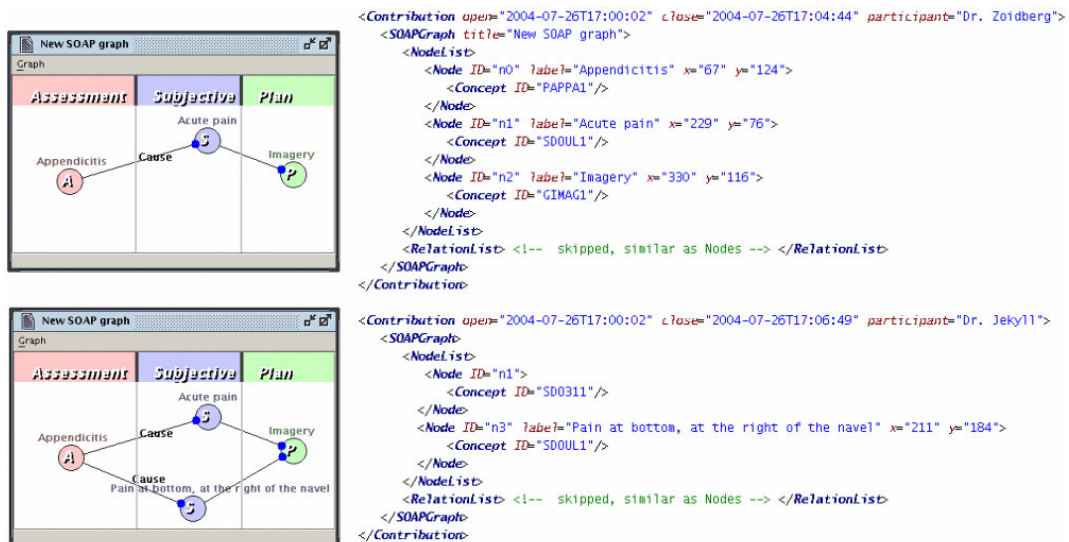 New SOAP graph
Graph
Assessment Subjective Plan
Acute pain
Appendicitis
Cause
Imagery
A
S
P
<Contribution open="2004-07-26T17:00:02" close="2004-07-26T17:04:44" participant="Dr. Zoidberg">
<SOAPGraph title="New SOAP graph">
<NodeList>
<Node ID="n0" label="Appendicitis" x="67" y="124">
<Concept ID="PAPPA1"/>
</Node>
<Node ID="n1" label="Acute pain" x="229" y="76">
<Concept ID="SD0UL1"/>
</Node>
<Node ID="n2" label="Imagery" x="330" y="116">
<Concept ID="GIMAG1"/>
</Node>
</NodeList>
<RelationList> <!-- skipped, similar as Nodes --> </RelationList>
</SOAPGraph>
</Contribution>
New SOAP graph
Graph
Assessment Subjective Plan
Acute pain
Appendicitis
Cause
Imagery
A
S
P
Cause
Pain at bottom, at the right of the navel
S
<Contribution open="2004-07-26T17:00:02" close="2004-07-26T17:06:49" participant="Dr. Jekyll">
<SOAPGraph>
<NodeList>
<Node ID="n1">
<Concept ID="SD0311"/>
</Node>
<Node ID="n3" label="Pain at bottom, at the right of the navel" x="211" y="184">
<Concept ID="SD0UL1"/>
</Node>
</NodeList>
<RelationList> <!-- skipped, similar as Nodes --> </RelationList>
</SOAPGraph>
</Contribution>